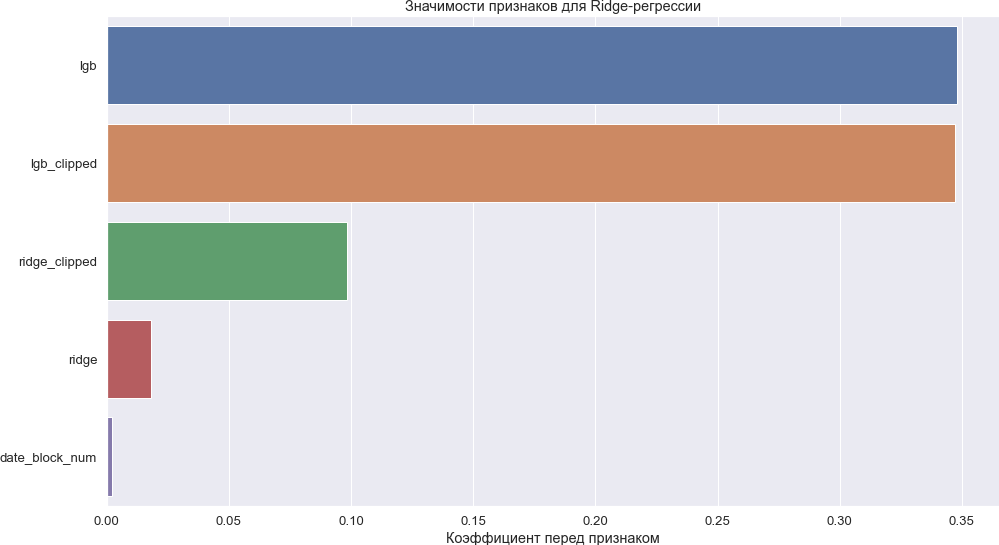 Значимости признаков для Ridge-регрессии
lgb
lgb_clipped
ridge_clipped
ridge
date_block_num
0.00 0.05 0.10 0.15 0.20 0.25 0.30 0.35
Коэффициент перед признаком